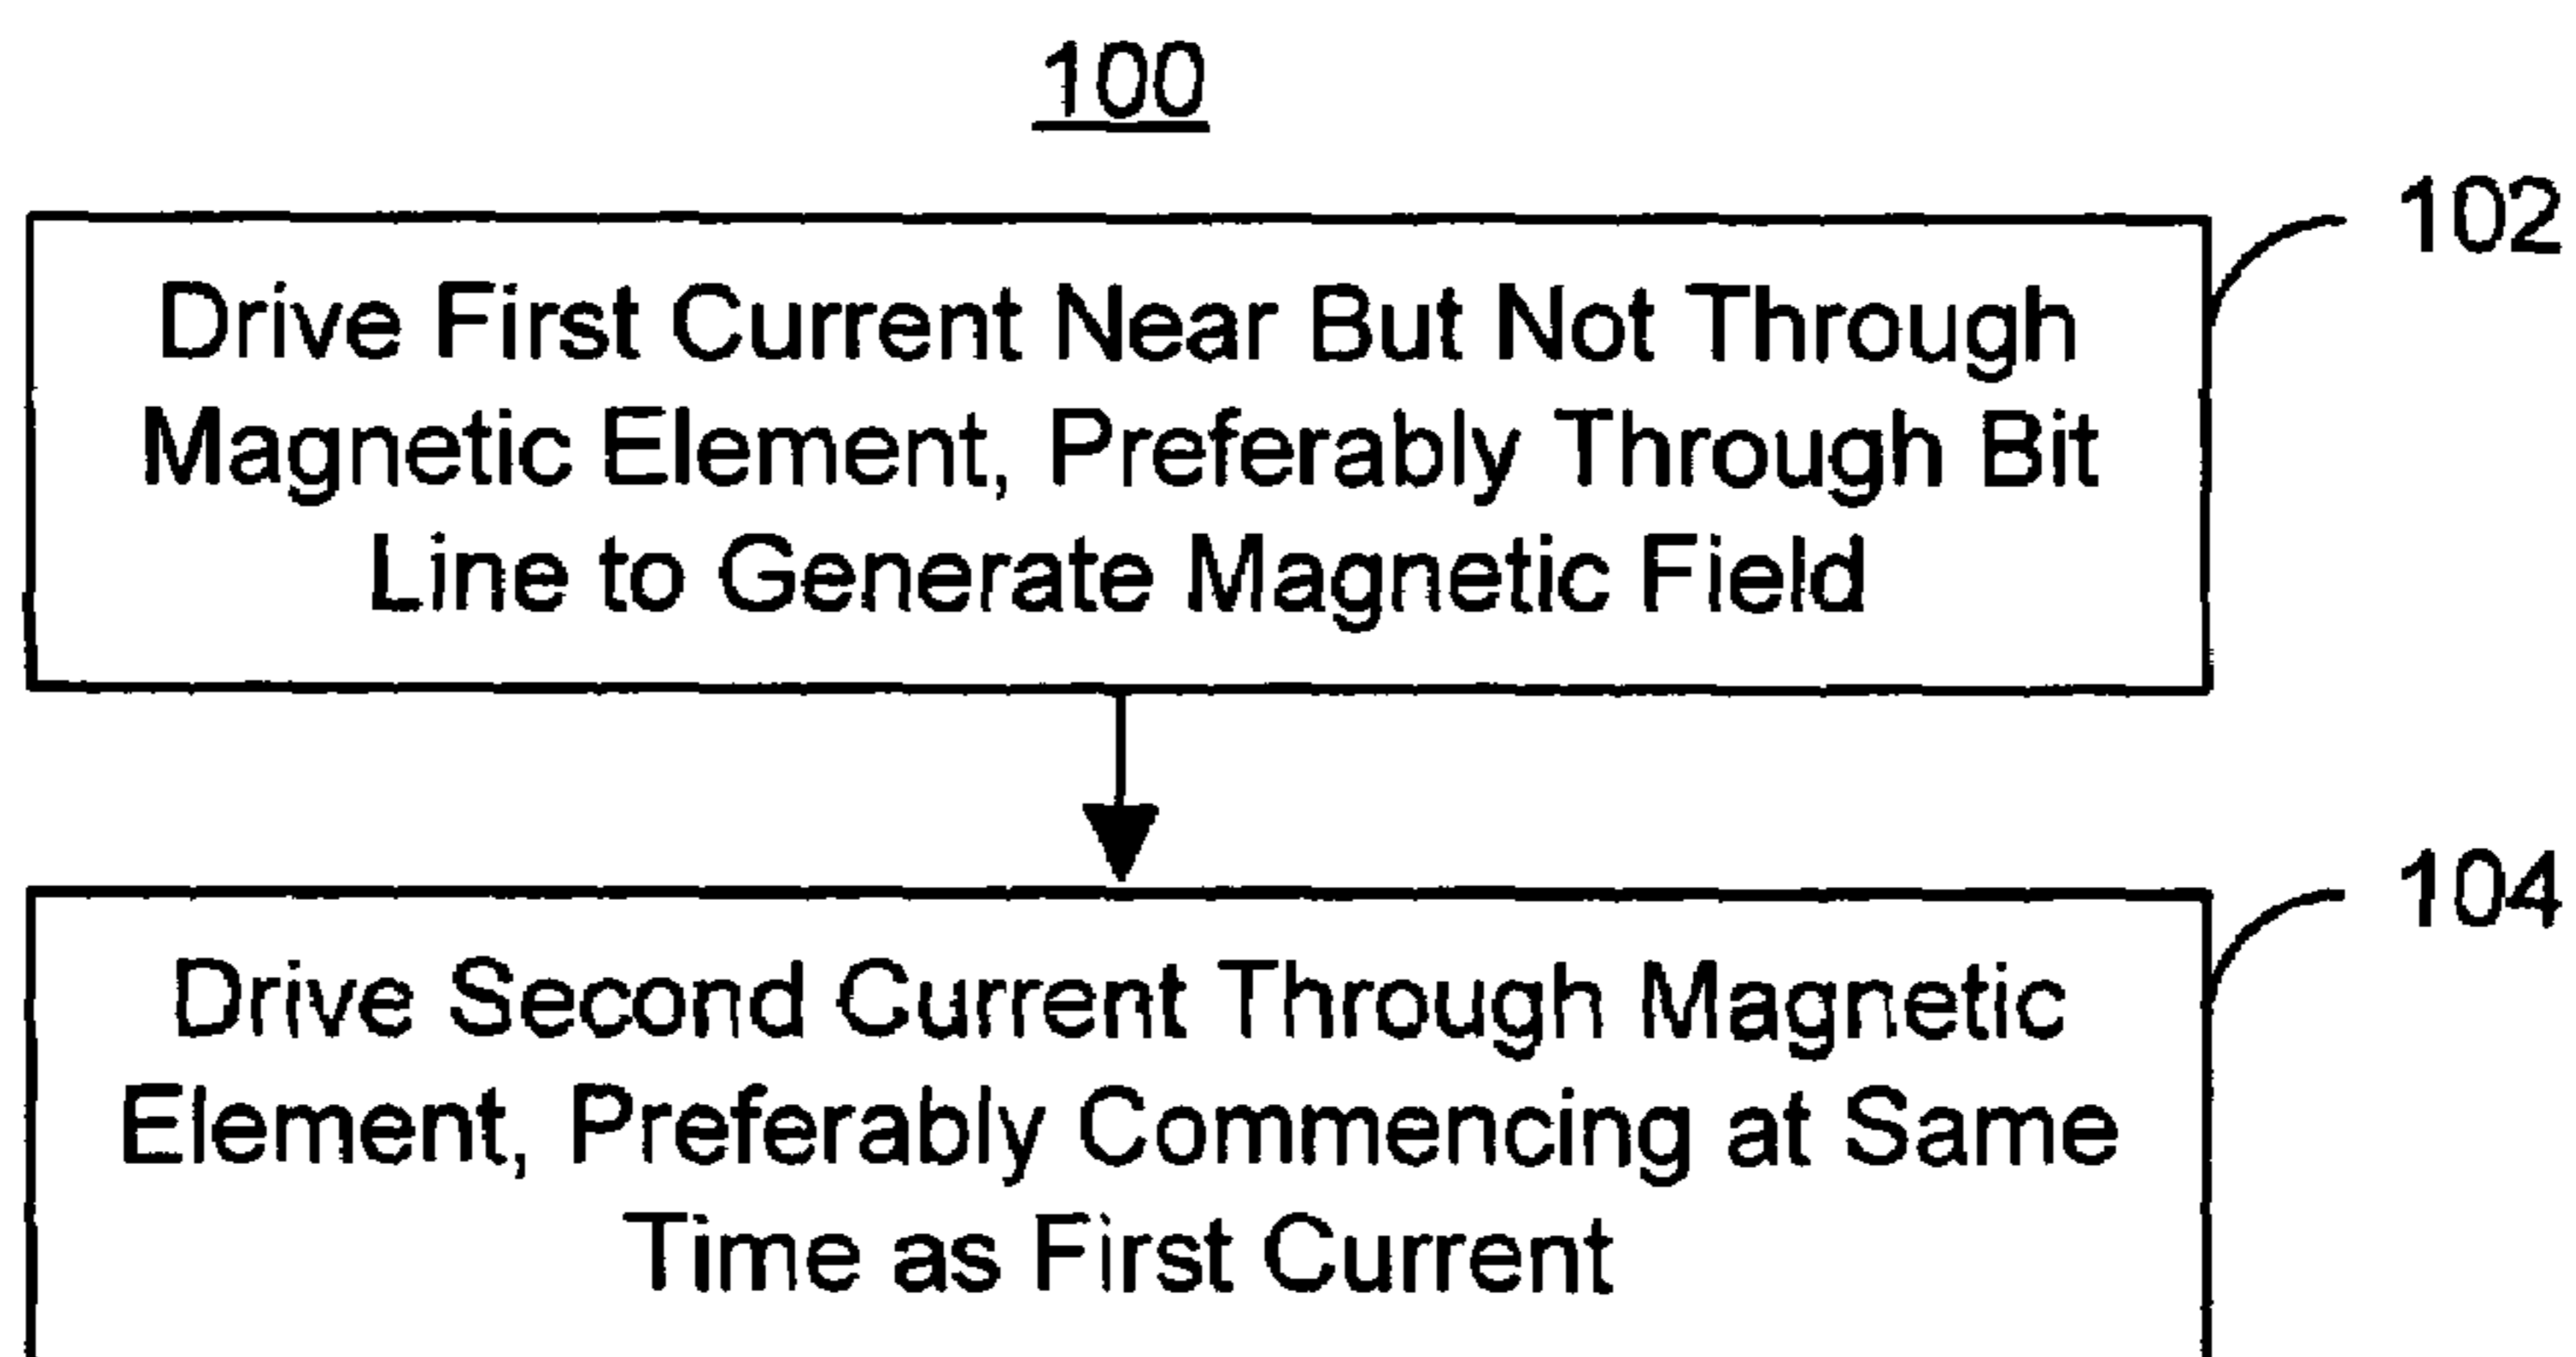 100
102
Drive First Current Near But Not Through
Magnetic Element, Preferably Through Bit
Line to Generate Magnetic Field
104
Drive Second Current Through Magnetic
Element, Preferably Commencing at Same
Time as First Current